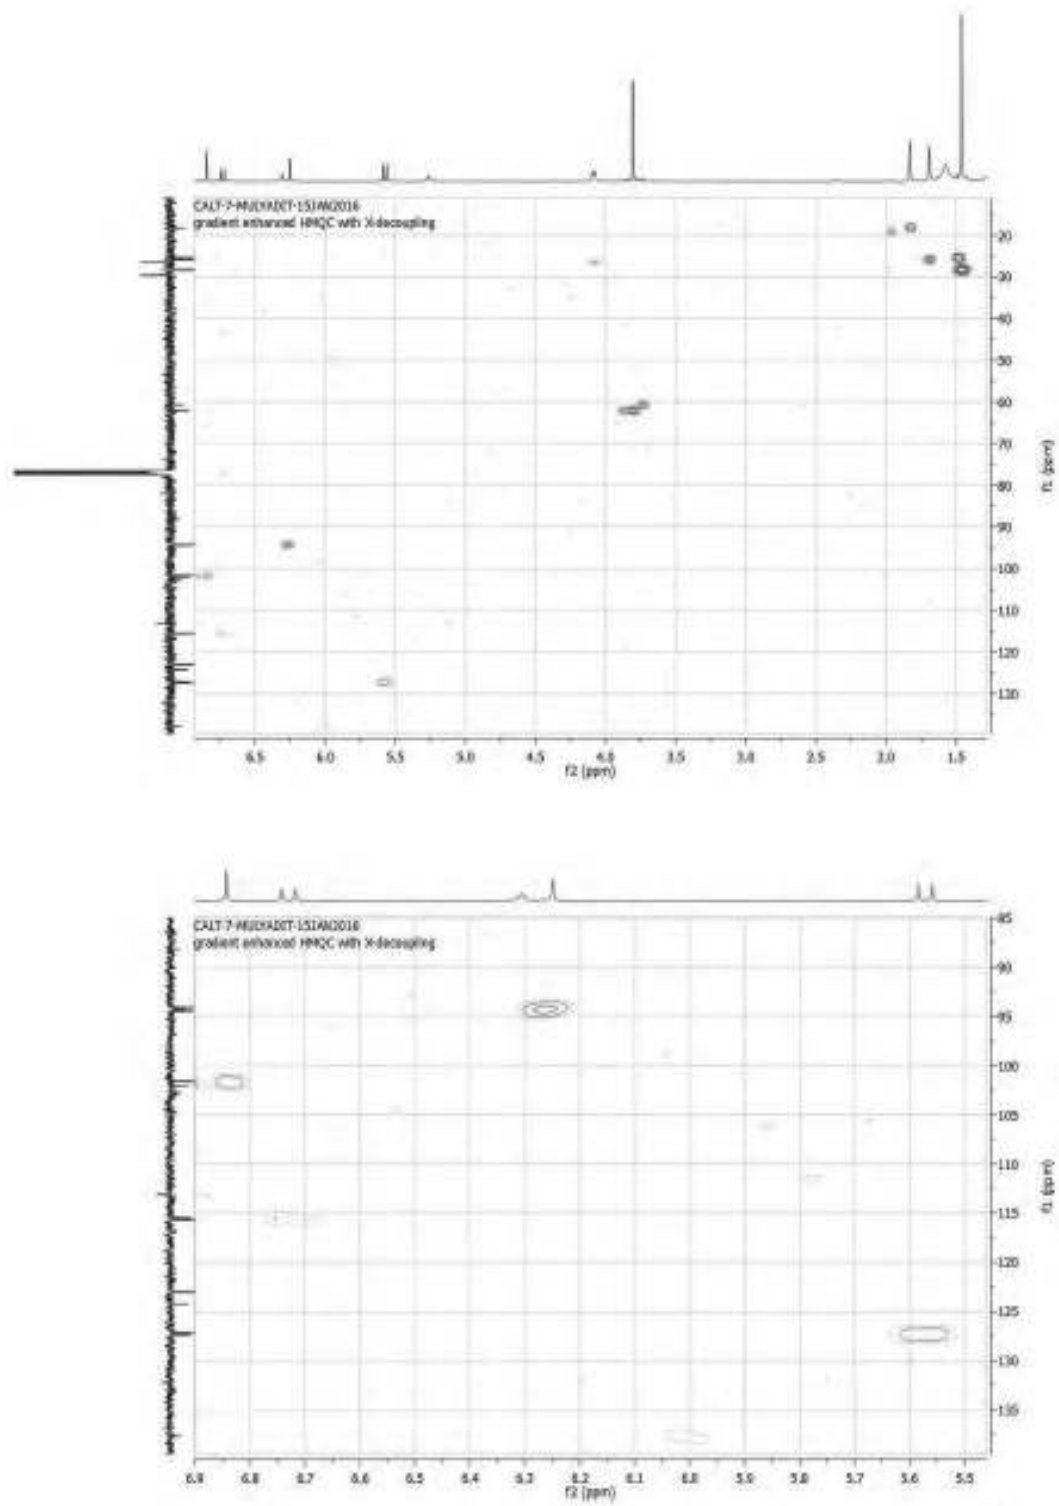 CALT-7-MULYADIT-15JAN2016
gradient enhanced HMQC with X-decoupling
20
30
40
50
60
70
80
90
100
110
120
130
f1 (ppm)
6.5 6.0 5.5 5.0 4.5 4.0 3.5 3.0 2.5 2.0 1.5
f2 (ppm)
CALT-7-MULYADIT-15JAN2016
gradient enhanced HMQC with X-decoupling
85
90
95
100
105
110
115
120
125
130
135
f1 (ppm)
6.9 6.8 6.7 6.6 6.5 6.4 6.3 6.2 6.1 6.0 5.9 5.8 5.7 5.6 5.5
f2 (ppm)